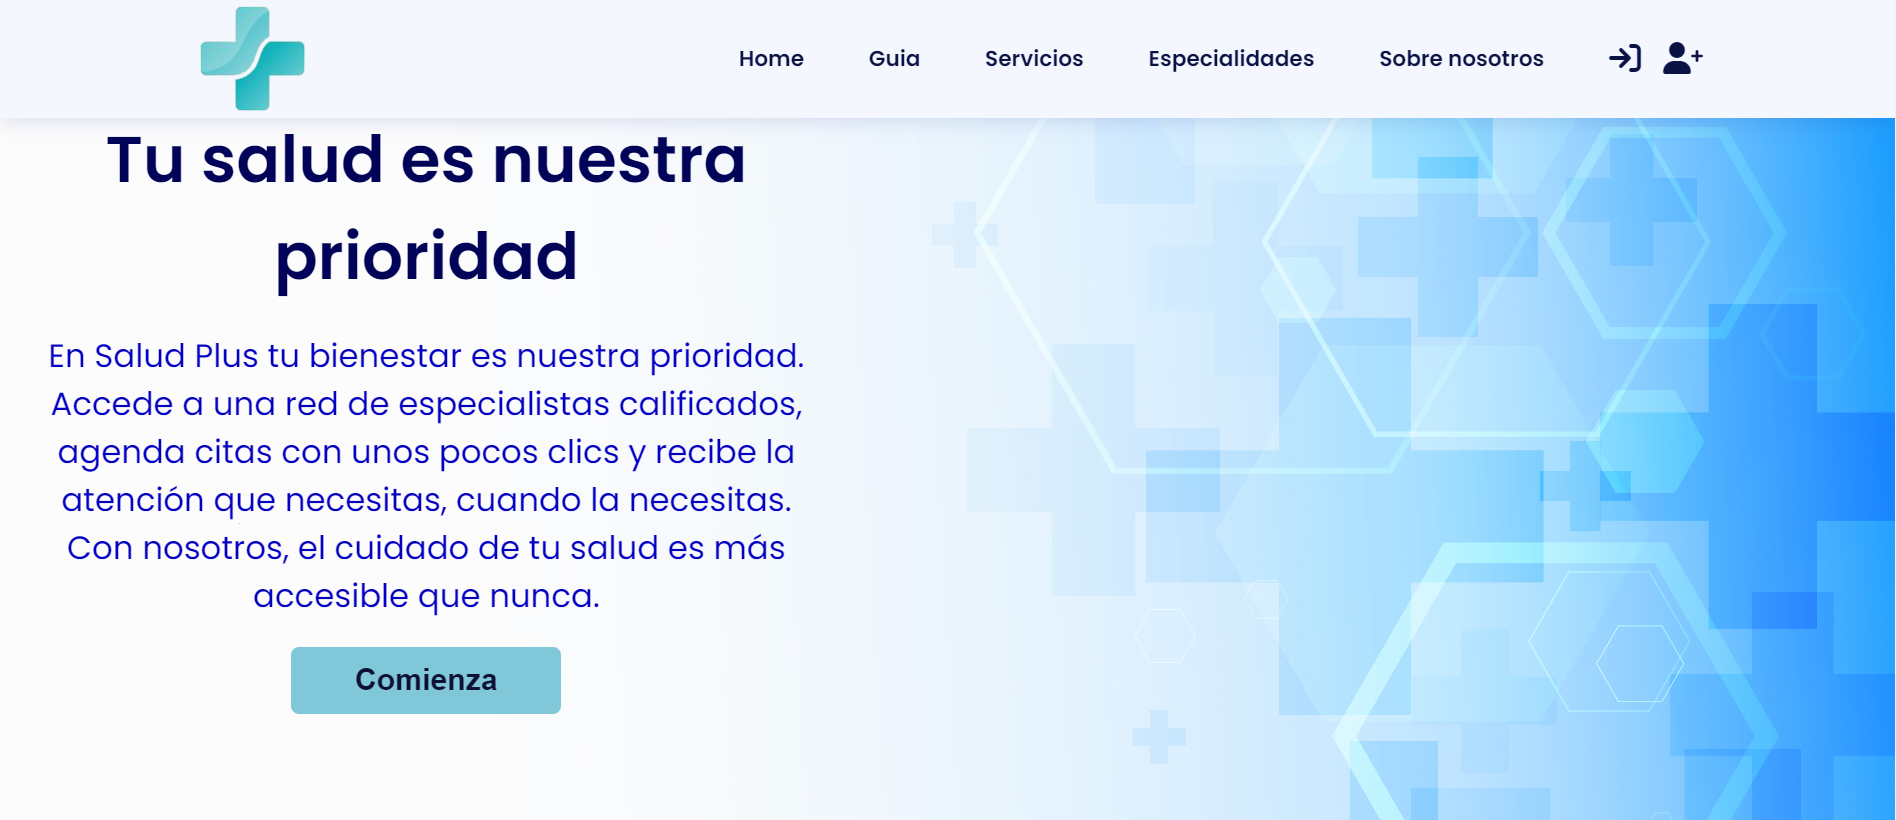 Home Guia Servicios Especialidades Sobre nosotros
Tu salud es nuestra
prioridad
En Salud Plus tu bienestar es nuestra prioridad.
Accede a una red de especialistas calificados,
agenda citas con unos pocos clics y recibe la
atención que necesitas, cuando la necesitas.
Con nosotros, el cuidado de tu salud es más
accesible que nunca.
Comienza